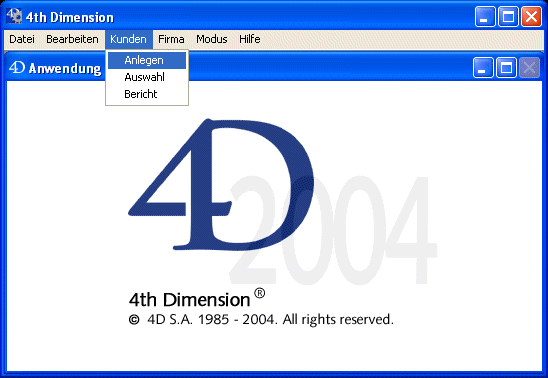 4th Dimension
Datei Bearbeiten Kunden Firma Modus Hilfe
4D Anwendung
Anlegen
Auswahl
Bericht
4D
2004
4th Dimension ®
© 4D S.A. 1985 - 2004. All rights reserved.